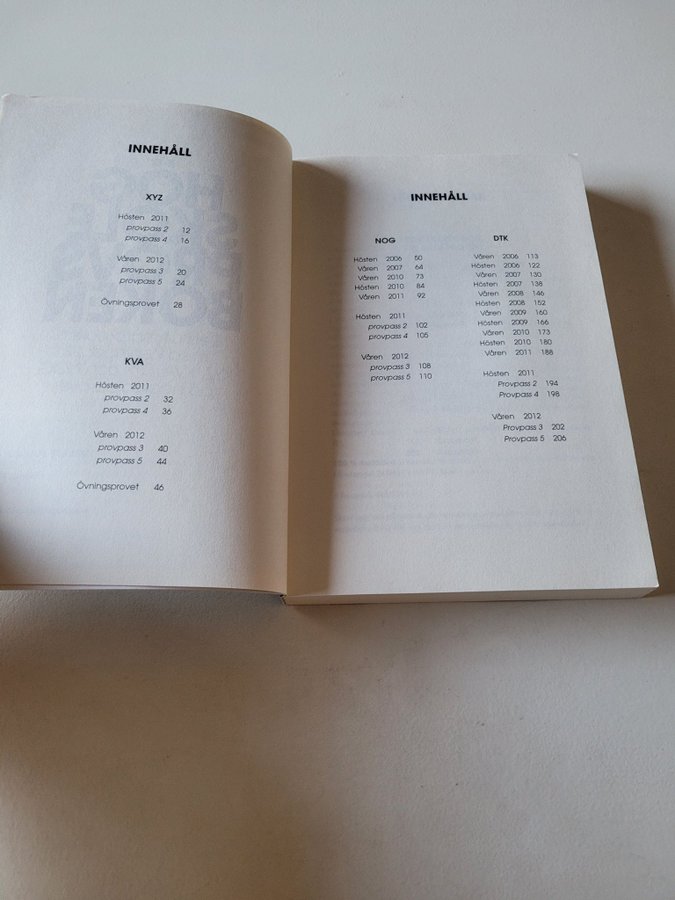 INNEHÅLL
XYZ
Hösten 2011
provpass 2 12
provpass 4 16
Våren 2012
provpass 3 20
provpass 5 24
Övningsprovet 28
KVA
Hösten 2011
provpass 2 32
provpass 4 36
Våren 2012
provpass 3 40
provpass 5 44
Övningsprovet 46
INNEHÅLL
NOG
Hösten 2006 50
Våren 2007 64
Våren 2010 73
Hösten 2010 84
Våren 2011 92
Hösten 2011
provpass 2 102
provpass 4 105
Våren 2012
provpass 3 108
provpass 5 110
DTK
Våren 2006 113
Hösten 2006 122
Våren 2007 130
Hösten 2007 138
Våren 2008 146
Hösten 2008 152
Våren 2009 160
Hösten 2009 166
Våren 2010 173
Hösten 2010 180
Våren 2011 188
Hösten 2011
Provpass 2 194
Provpass 4 198
Våren 2012
Provpass 3 202
Provpass 5 206